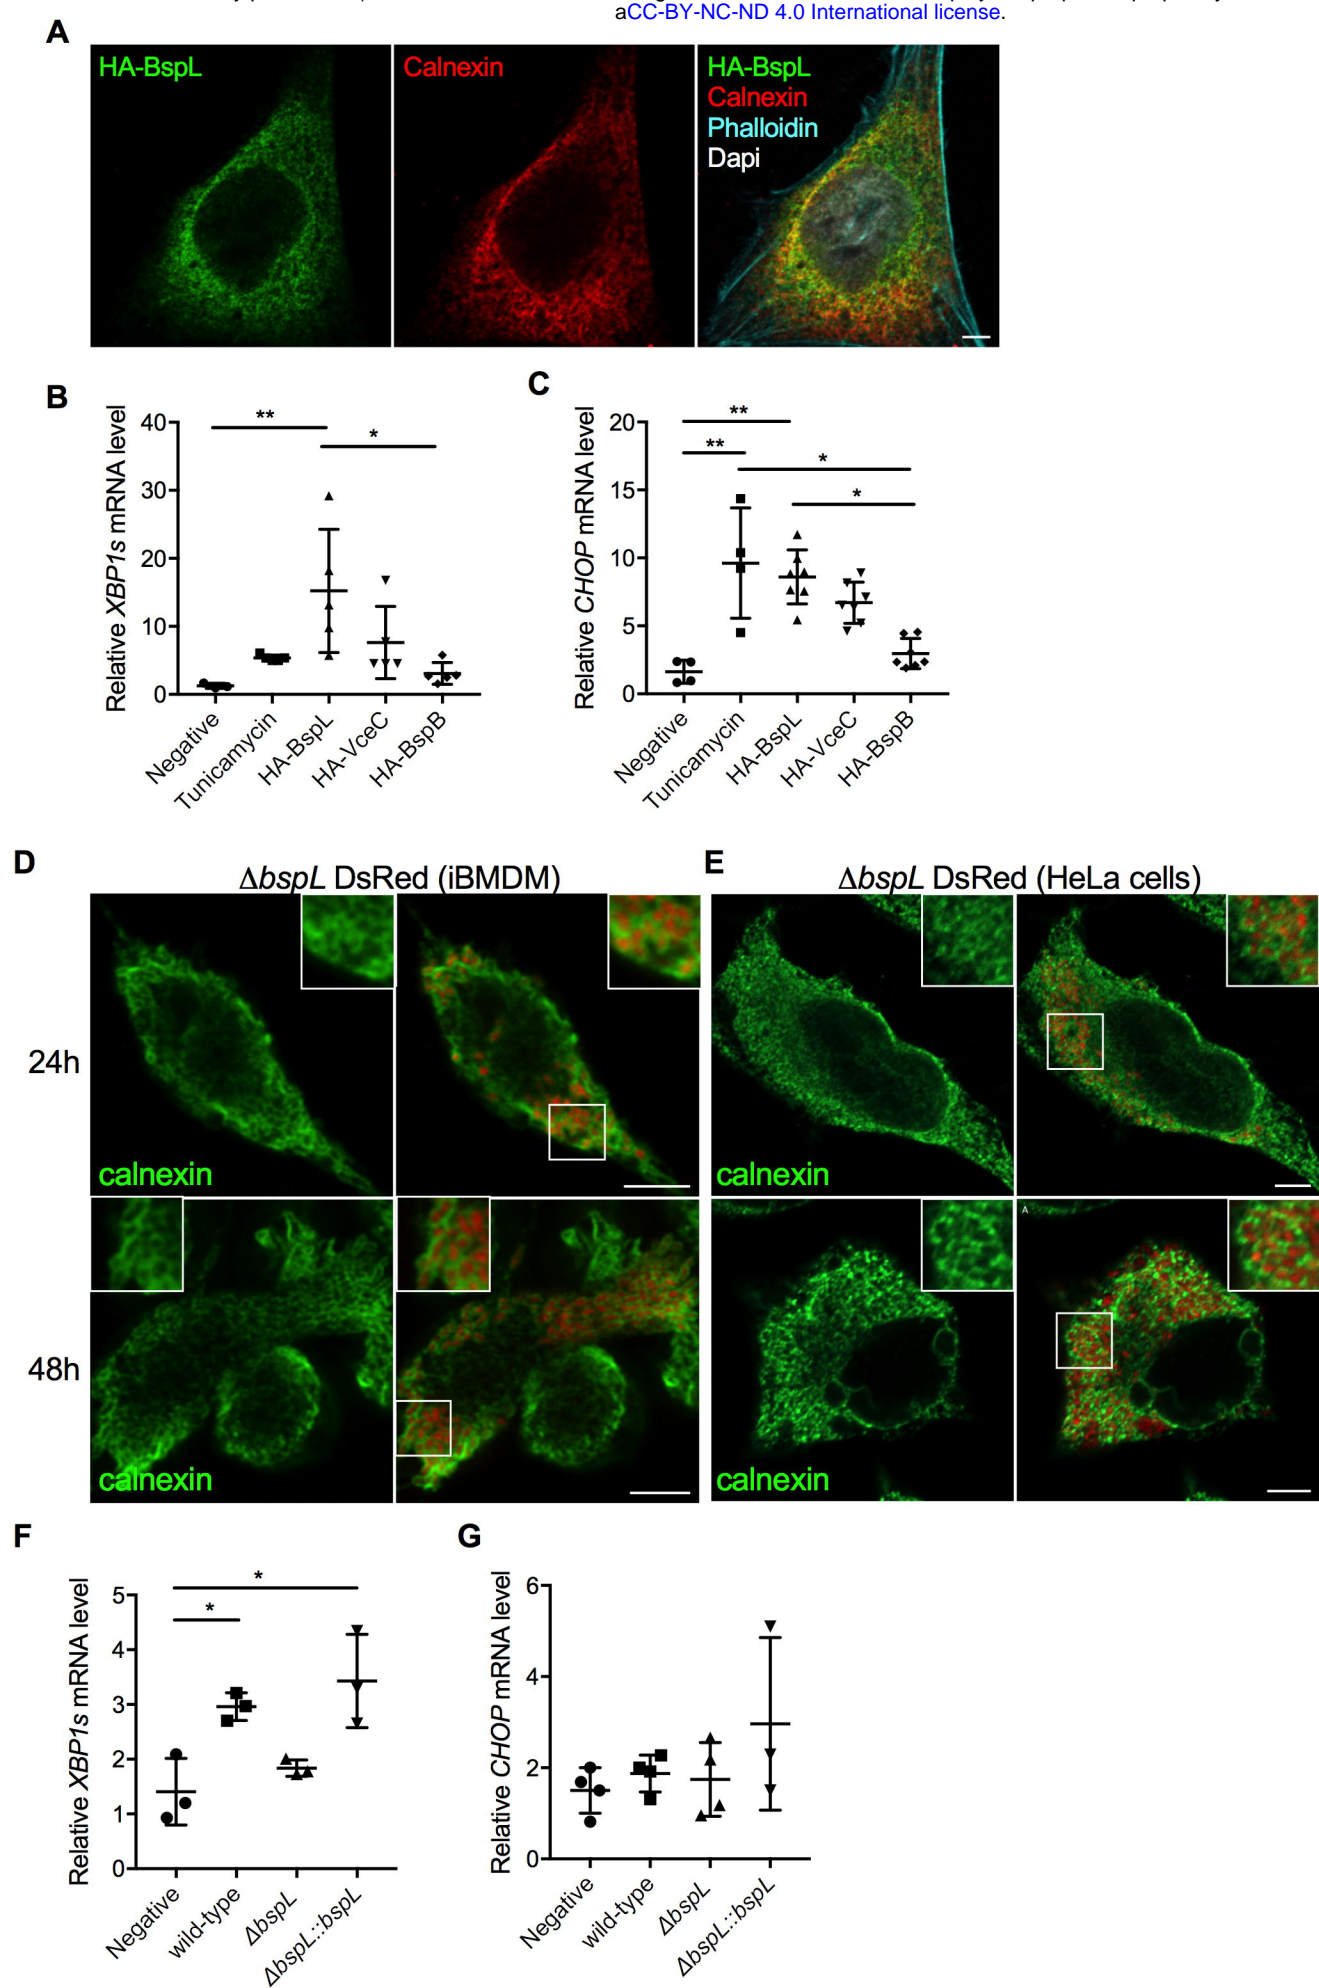 aCC-BY-NC-ND 4.0 International license.
A
HA-BspL
Calnexin
HA-BspL
Calnexin
Phalloidin
Dapi
B
Relative XBP1s mRNA level
40
30
20
10
0
**
*
Negative
Tunicamycin
HA-BspL
HA-VceC
HA-BspB
C
Relative CHOP mRNA level
20
15
10
5
0
**
**
*
*
Negative
Tunicamycin
HA-BspL
HA-VceC
HA-BspB
D
ΔbspL DsRed (iBMDM)
E
ΔbspL DsRed (HeLa cells)
24h
calnexin
calnexin
48h
calnexin
A
calnexin
F
Relative XBP1s mRNA level
5
4
3
2
1
0
*
*
Negative
wild-type
ΔbspL
ΔbspL::bspL
G
Relative CHOP mRNA level
6
4
2
0
Negative
wild-type
ΔbspL
ΔbspL::bspL